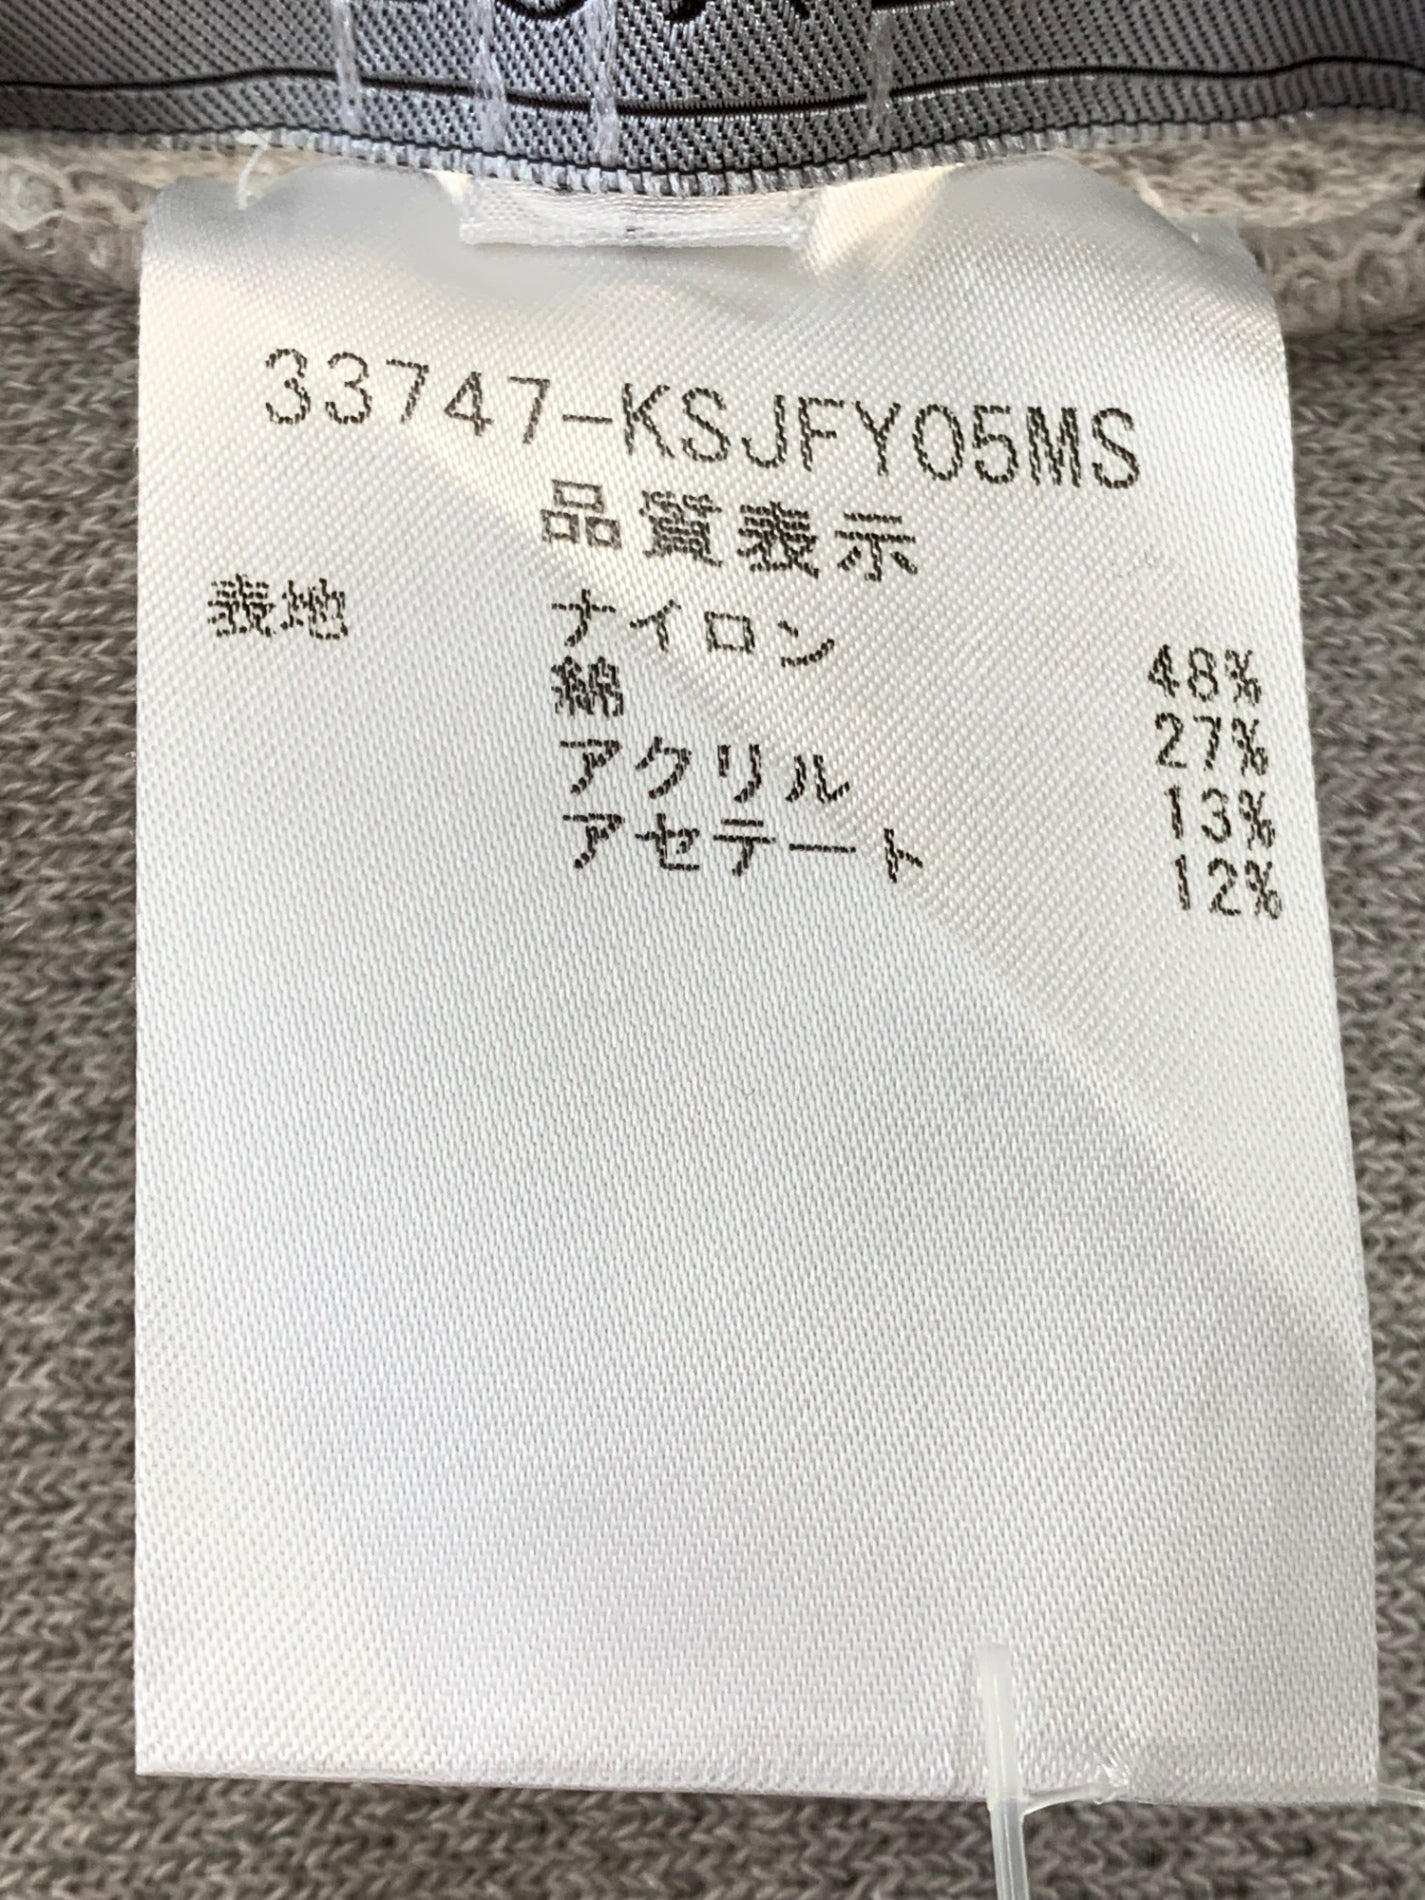 33747-KSJFY05MS
品質表示
表地 ナイロン 48%
綿 27%
アクリル 13%
アセテート 12%